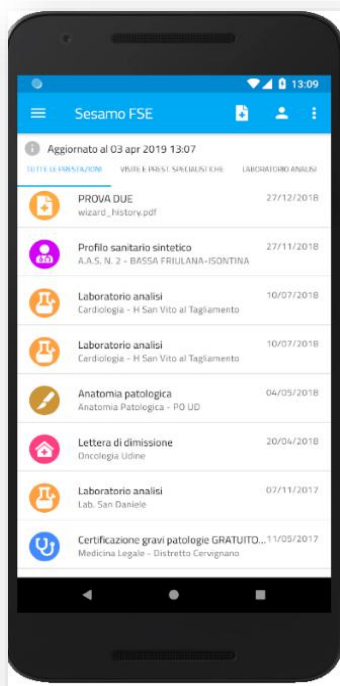 13:09
Sesamo FSE
Aggiornato al 03 apr 2019 13:07
TUTTE LE PRESTAZIONI VISITE E PREST. SPECIALISTICHE LABORATORIO ANALISI
PROVA DUE 27/12/2018
wizard_history.pdf
Profilo sanitario sintetico 27/11/2018
A.A.S. N. 2 - BASSA FRIULANA-ISONTINA
Laboratorio analisi 10/07/2018
Cardiologia - H San Vito al Tagliamento
Laboratorio analisi 10/07/2018
Cardiologia - H San Vito al Tagliamento
Anatomia patologica 04/05/2018
Anatomia Patologica - PO UD
Lettera di dimissione 20/04/2018
Oncologia Udine
Laboratorio analisi 07/11/2017
Lab. San Daniele
Certificazione gravi patologie GRATUITO... 11/05/2017
Medicina Legale - Distretto Cervignano